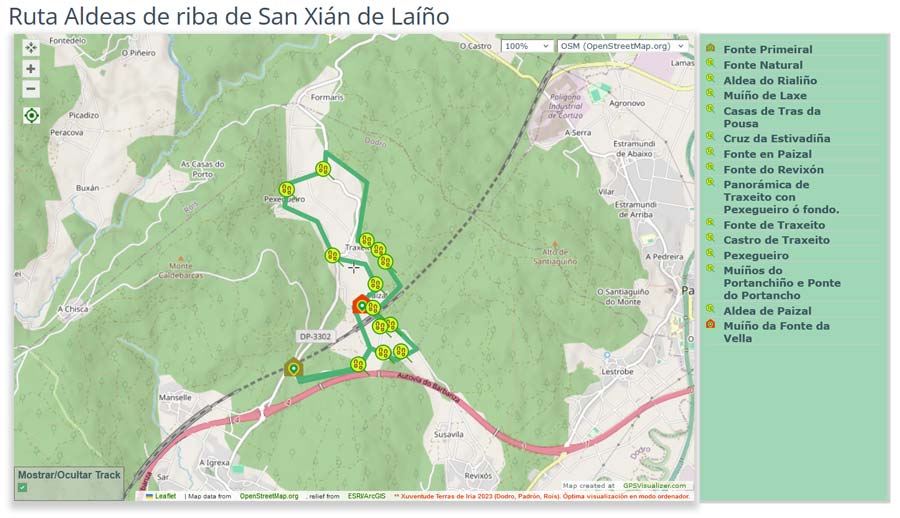 Ruta Aldeas de riba de San Xián de Laíño
Fontedelo
O Piñeiro
O Castro
100%
OSM (OpenStreetMap.org)
Lamas
Formaris
Polígono
Industrial
de Cortizo
Agronovo
Picadizo
Peracova
Dodro
A Serra
Estramundi
de Abaixo
As Casas do
Porto
Buxán
Rois
Pexegueiro
Vilar
Estramundi
de Arriba
Alto de
Santiaguiño
A Pedreira
Monte
Caldebarcas
O Santiaguiño
do Monte
A Chisca
DP-3302
Lestrobe
Autovía do Barbanza
Manselle
Susavila
Dodro
A Igrexa
Revixós
Sar
Mostrar/Ocultar Track
Map created at GPSVisualizer.com
Leaflet | Map data from OpenStreetMap.org, relief from ESRI/ArcGIS ** Xuventude Terras de Iria 2023 (Dodro, Padrón, Rois). Óptima visualización en modo ordenador.
Fonte Primeiral
Fonte Natural
Aldea do Rialiño
Muíño de Laxe
Casas de Tras da
Pousa
Cruz da Estivadíña
Fonte en Paizal
Fonte do Revixón
Panorámica de
Traxeito con
Pexegueiro ó fondo.
Fonte de Traxeito
Castro de Traxeito
Pexegueiro
Muiños do
Portanchiño e Ponte
do Portancho
Aldea de Paizal
Muíño da Fonte da
Vella